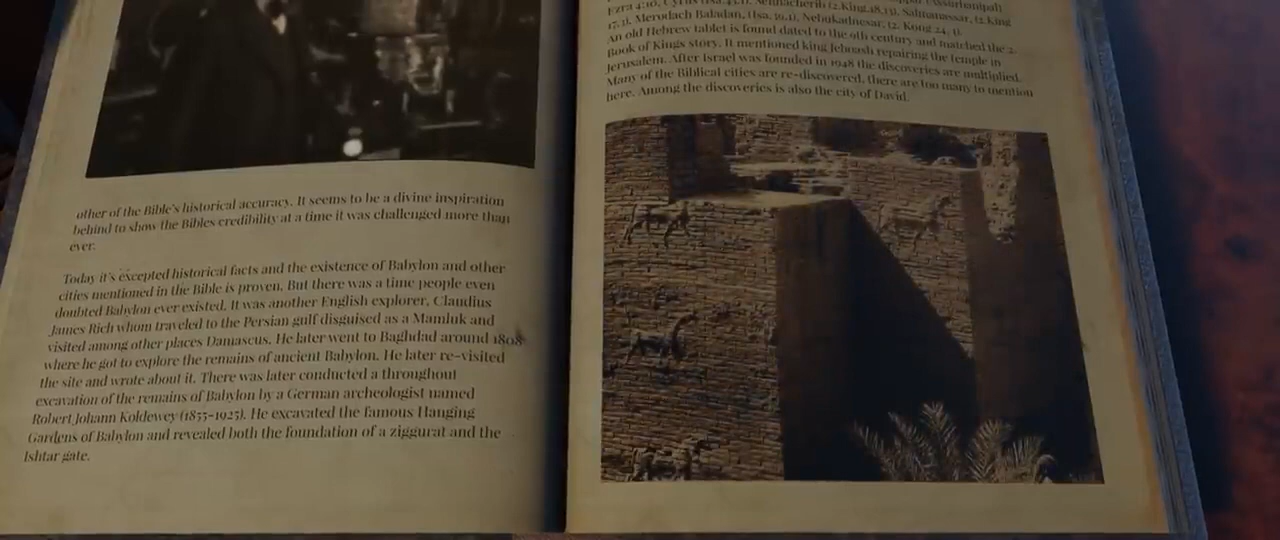 other of the Bible's historical accuracy. It seems to be a divine inspiration
behind to show the Bibles credibility at a time it was challenged more than
ever.
Today it's excepted historical facts and the existence of Babylon and other
cities mentioned in the Bible is proven. But there was a time people even
doubted Babylon ever existed. It was another English explorer, Claudius
James Rich whom traveled to the Persian gulf disguised as a Mamluk and
visited among other places Damascus. He later went to Baghdad around 1808
where he got to explore the remains of ancient Babylon. He later re-visited
the site and wrote about it. There was later conducted a throughout
excavation of the remains of Babylon by a German archeologist named
Robert Johann Koldewey (1855-1925). He excavated the famous Hanging
Gardens of Babylon and revealed both the foundation of a ziggurat and the
Ishtar gate.
Ezra 4:10, Cyrus (Isa. Sennacherib (2.King.18,13), Salmanassar, (2.King
17,3), Merodach Baladan, (Isa. 39,1), Nebukadnesar, (2. Kong 24, 1).
An old Hebrew tablet is found dated to the 9th century and matched the 2.
Book of Kings story. It mentioned king Jehoash repairing the temple in
Jerusalem. After Israel was founded in 1948 the discoveries are multiplied.
Many of the Biblical cities are re-discovered, there are too many to mention
here. Among the discoveries is also the city of David.